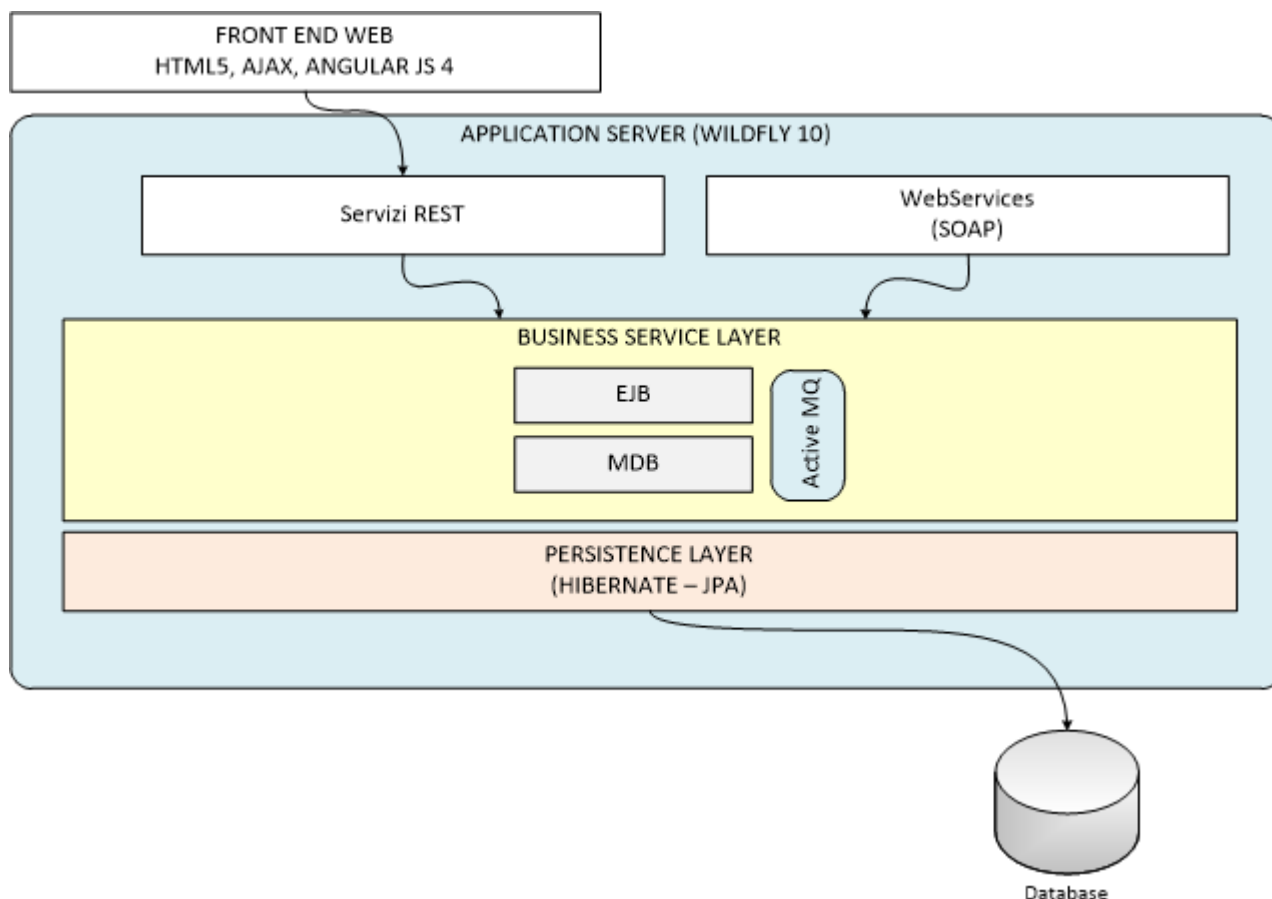 FRONT END WEB
HTML5, AJAX, ANGULAR JS 4
APPLICATION SERVER (WILDFLY 10)
Servizi REST
WebServices
(SOAP)
BUSINESS SERVICE LAYER
EJB
MDB
Active MQ
PERSISTENCE LAYER
(HIBERNATE – JPA)
Database